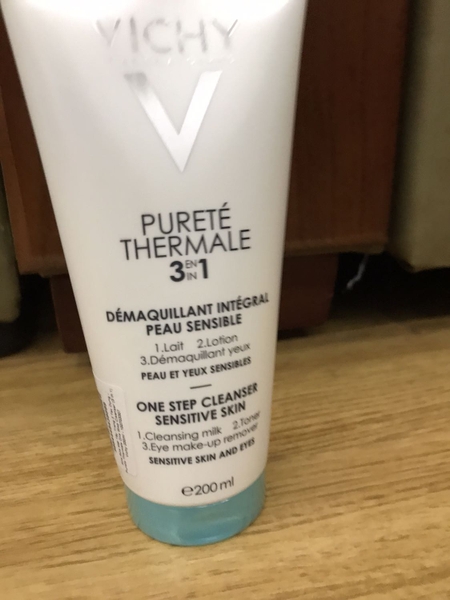 VICHY
V
PURETÉ
THERMALE
3 EN IN 1
DÉMAQUILLANT INTÉGRAL
PEAU SENSIBLE
1.Lait 2.Lotion
3.Démaquillant yeux
PEAU ET YEUX SENSIBLES
ONE STEP CLEANSER
SENSITIVE SKIN
1.Cleansing milk 2.Toner
3.Eye make-up remover
SENSITIVE SKIN AND EYES
℮200ml